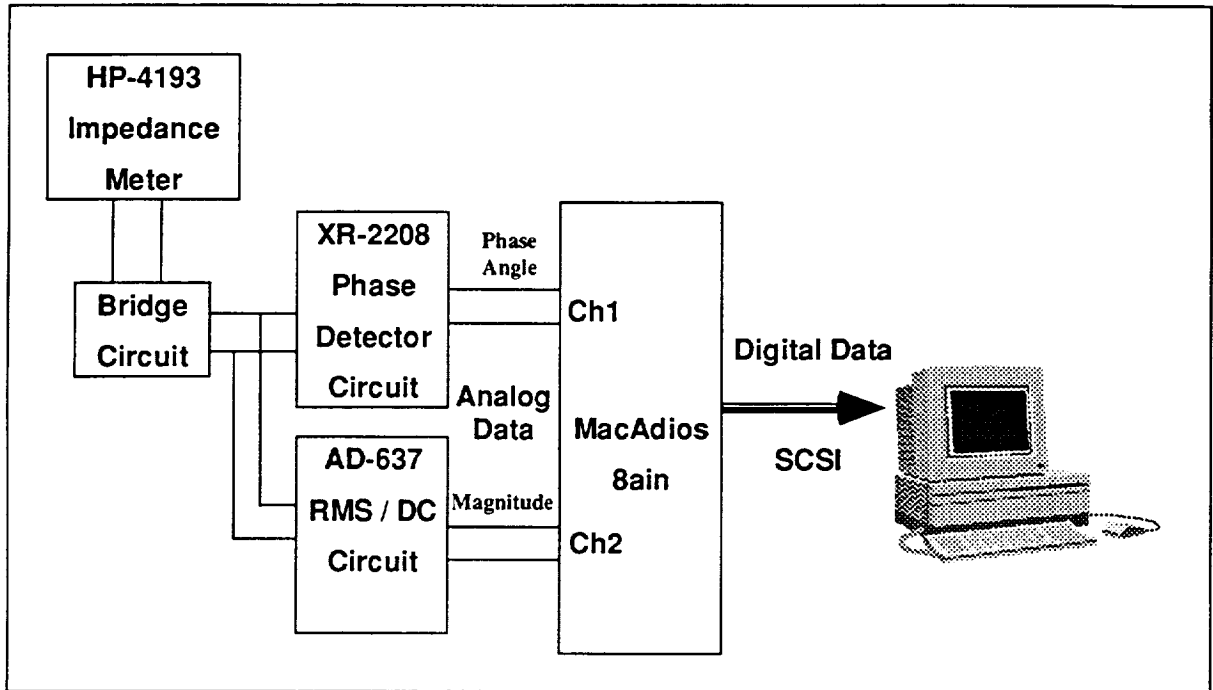 HP-4193
Impedance
Meter
Bridge
Circuit
XR-2208
Phase
Detector
Circuit
AD-637
RMS / DC
Circuit
Phase
Angle
Analog
Data
Magnitude
Ch1
MacAdios
8ain
Ch2
Digital Data
SCSI